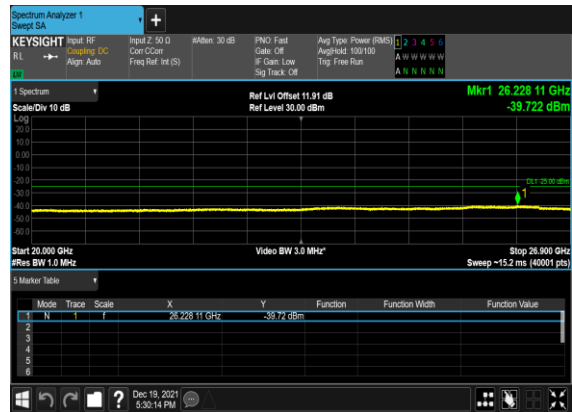 Spectrum Analyzer 1
Swept SA
+
KEYSIGHT Input: RF Input Z: 50 Ω #Atten: 30 dB PNO: Fast Avg Type: Power (RMS) 1 2 3 4 5 6
RL Coupling: DC Corr CCorr Gate: Off Avg|Hold: 100/100 A W W W W W
Align: Auto Freq Ref: Int (S) IF Gain: Low Trig: Free Run
Sig Track: Off A N N N N N
1 Spectrum Ref Lvl Offset 11.91 dB Mkr1 26.228 11 GHz
Scale/Div 10 dB Ref Level 30.00 dBm -39.722 dBm
Log
20.0
10.0
0.00
-10.0
-20.0 DL1 -25.00 dBm
-30.0 1
-40.0
-50.0
-60.0
Start 20.000 GHz Video BW 3.0 MHz* Stop 26.900 GHz
#Res BW 1.0 MHz Sweep ~15.2 ms (40001 pts)
5 Marker Table
Mode Trace Scale X Y Function Function Width Function Value
1 N 1 f 26.228 11 GHz -39.72 dBm
2
3
4
5
6
? Dec 19, 2021
5:30:14 PM